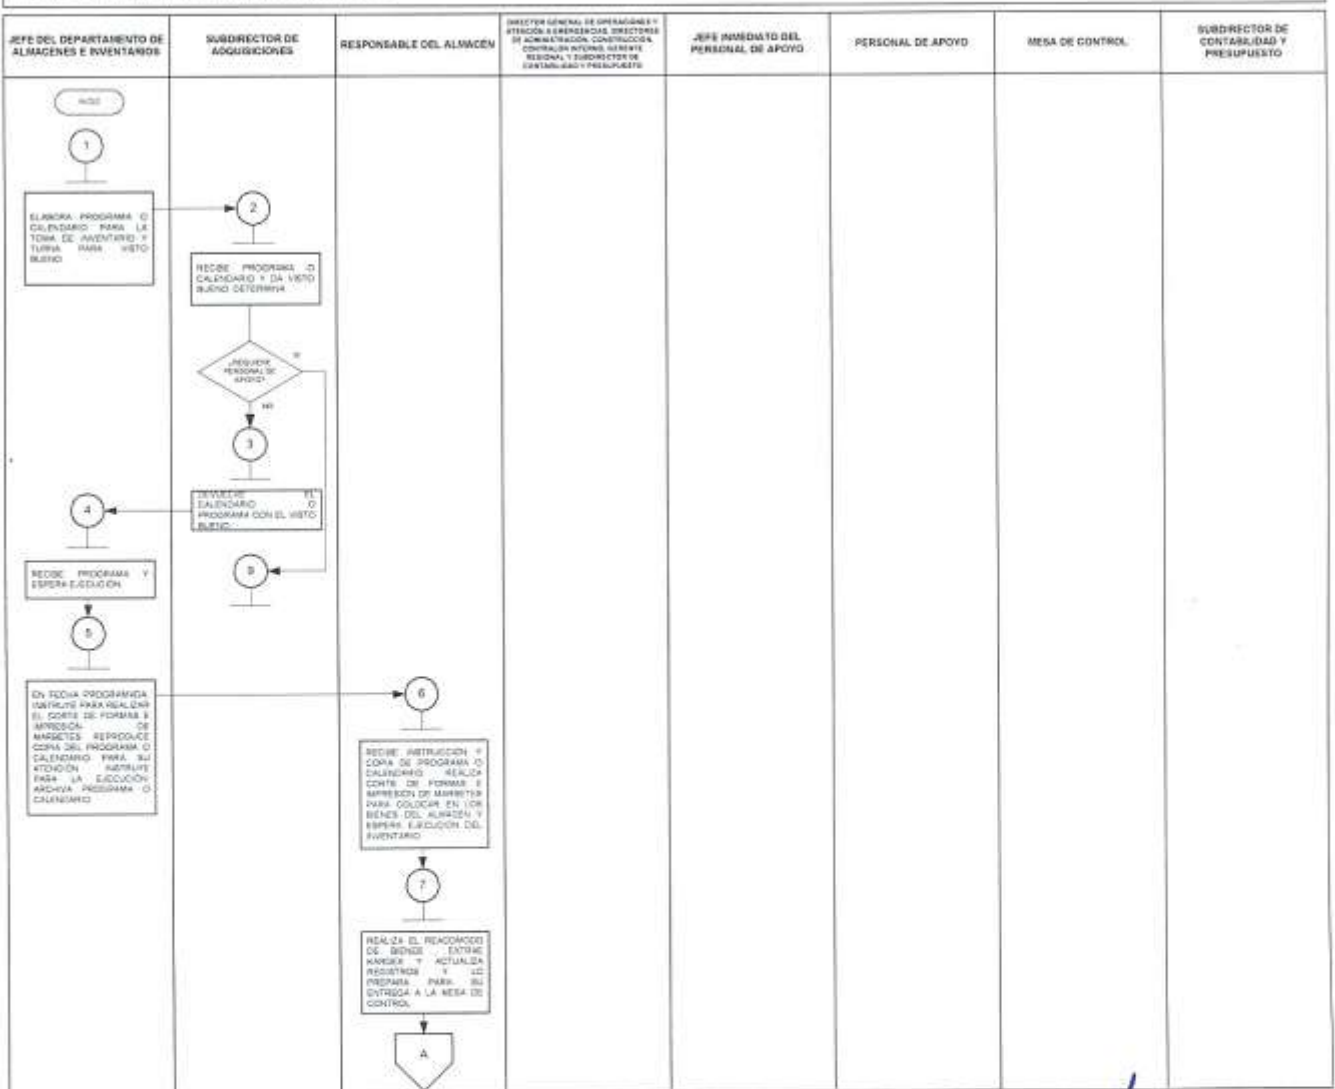 JEFE DEL DEPARTAMENTO DE
ALMACENES E INVENTARIOS
SUBDIRECTOR DE
ADQUISICIONES
RESPONSABLE DEL ALMACÉN
DIRECTOR GENERAL DE OPERACIONES Y
ATENCIÓN A EMERGENCIAS, DIRECTORES
DE ADMINISTRACIÓN, CONSTRUCCIÓN,
CONTRALOR INTERNO, GERENTE
REGIONAL Y SUBDIRECTOR DE
CONTABILIDAD Y PRESUPUESTO
JEFE INMEDIATO DEL
PERSONAL DE APOYO
PERSONAL DE APOYO
MESA DE CONTROL
SUBDIRECTOR DE
CONTABILIDAD Y
PRESUPUESTO
INICIO
1
ELABORA PROGRAMA O
CALENDARIO PARA LA
TOMA DE INVENTARIO Y
TURNA PARA VISTO
BUENO
2
RECIBE PROGRAMA O
CALENDARIO Y DA VISTO
BUENO DETERMINA
¿REQUIERE
PERSONAL DE
APOYO?
SI
NO
3
DEVUELVE EL
CALENDARIO O
PROGRAMA CON EL VISTO
BUENO
4
RECIBE PROGRAMA Y
ESPERA EJECUCIÓN
5
EN FECHA PROGRAMADA
INSTRUYE PARA REALIZAR
EL CORTE DE FORMAS E
IMPRESIÓN DE
MARBETES REPRODUCE
COPIA DEL PROGRAMA O
CALENDARIO PARA SU
ATENCIÓN INSTRUYE
PARA LA EJECUCIÓN
ARCHIVA PROGRAMA O
CALENDARIO
6
RECIBE INSTRUCCIÓN Y
COPIA DE PROGRAMA O
CALENDARIO REALIZA
CORTE DE FORMAS E
IMPRESIÓN DE MARBETES
PARA COLOCAR EN LOS
BIENES DEL ALMACÉN Y
ESPERA EJECUCIÓN DEL
INVENTARIO
7
REALIZA EL REACOMODO
DE BIENES EXTRAE
KARDEX Y ACTUALIZA
REGISTROS Y LO
PREPARA PARA SU
ENTREGA A LA MESA DE
CONTROL
A